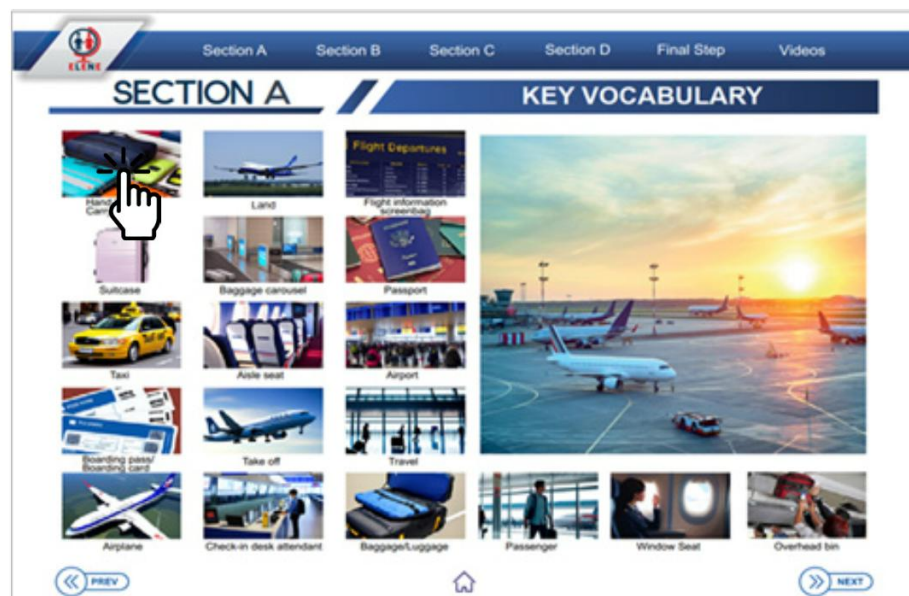 ELENE
Section A
Section B
Section C
Section D
Final Step
Videos
SECTION A
KEY VOCABULARY
Flight Departures
Land
Flight information
screenbag
Suitcase
Baggage carousel
Passport
Taxi
Aisle seat
Airport
Boarding pass/
Boarding card
Take off
Travel
Airplane
Check-in desk attendant
Baggage/Luggage
Passenger
Window Seat
Overhead bin
PREV
NEXT